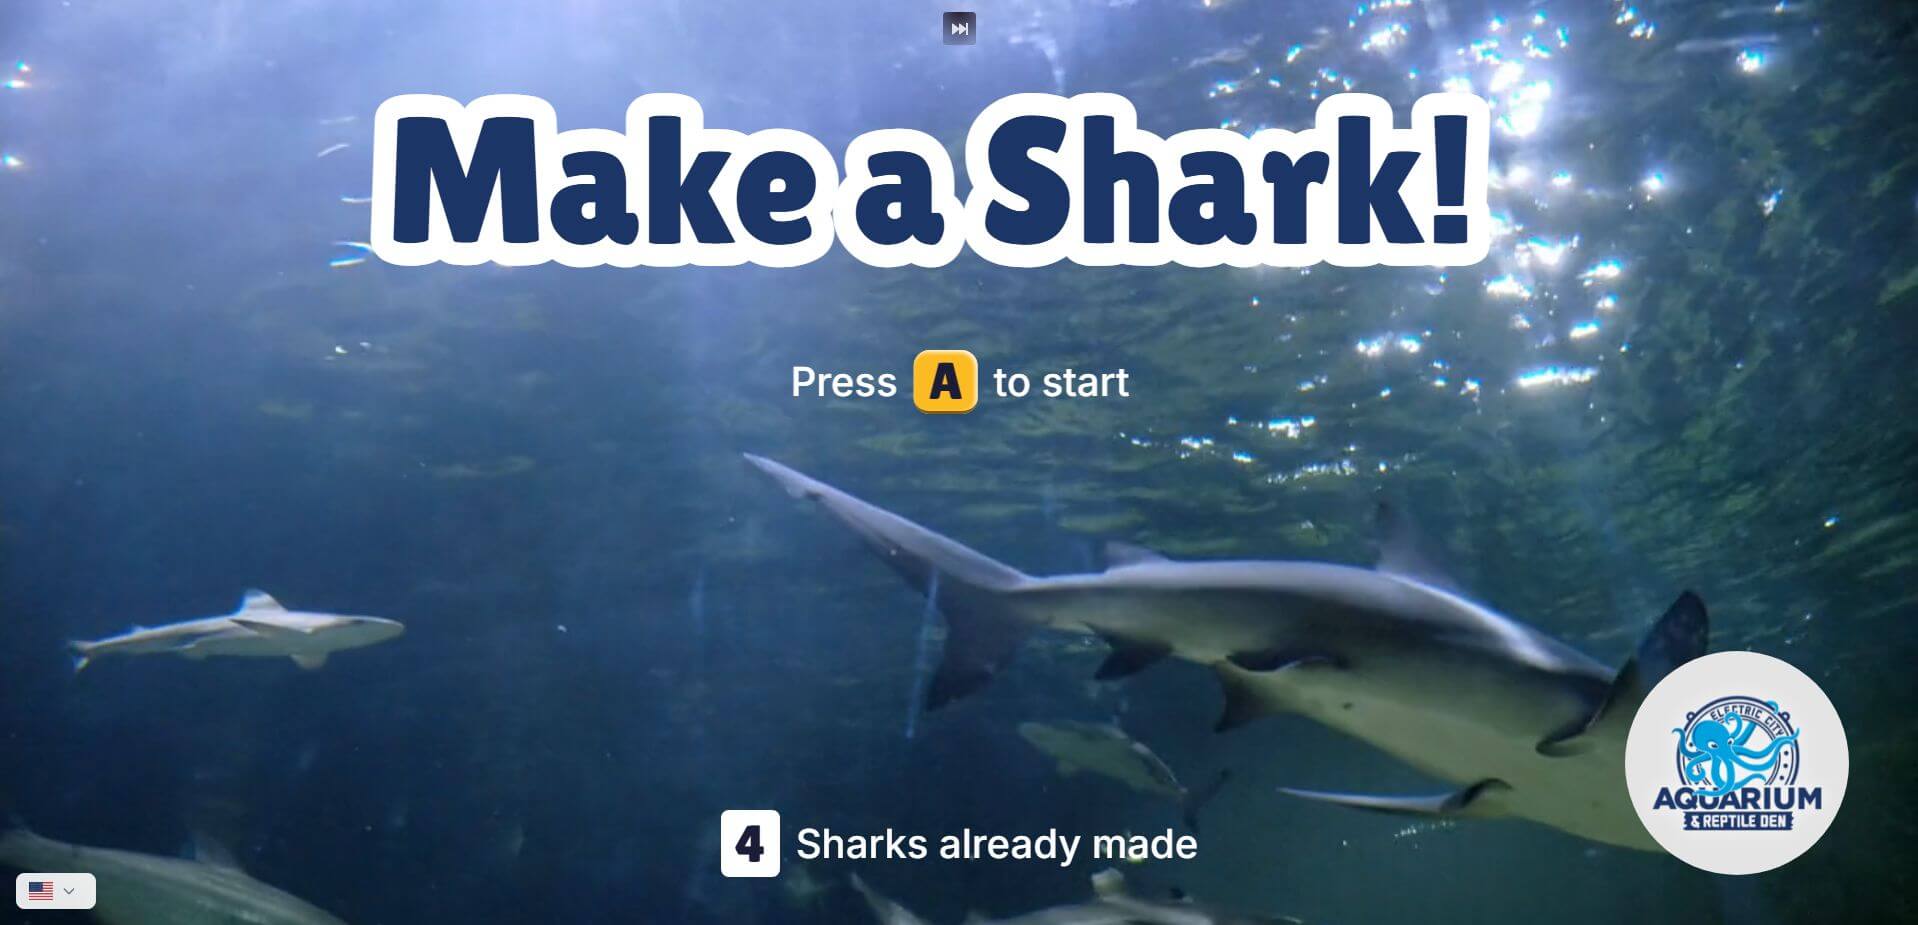 Make a Shark!
Press A to start
4 Sharks already made
ELECTRIC CITY
AQUARIUM
& REPTILE DEN